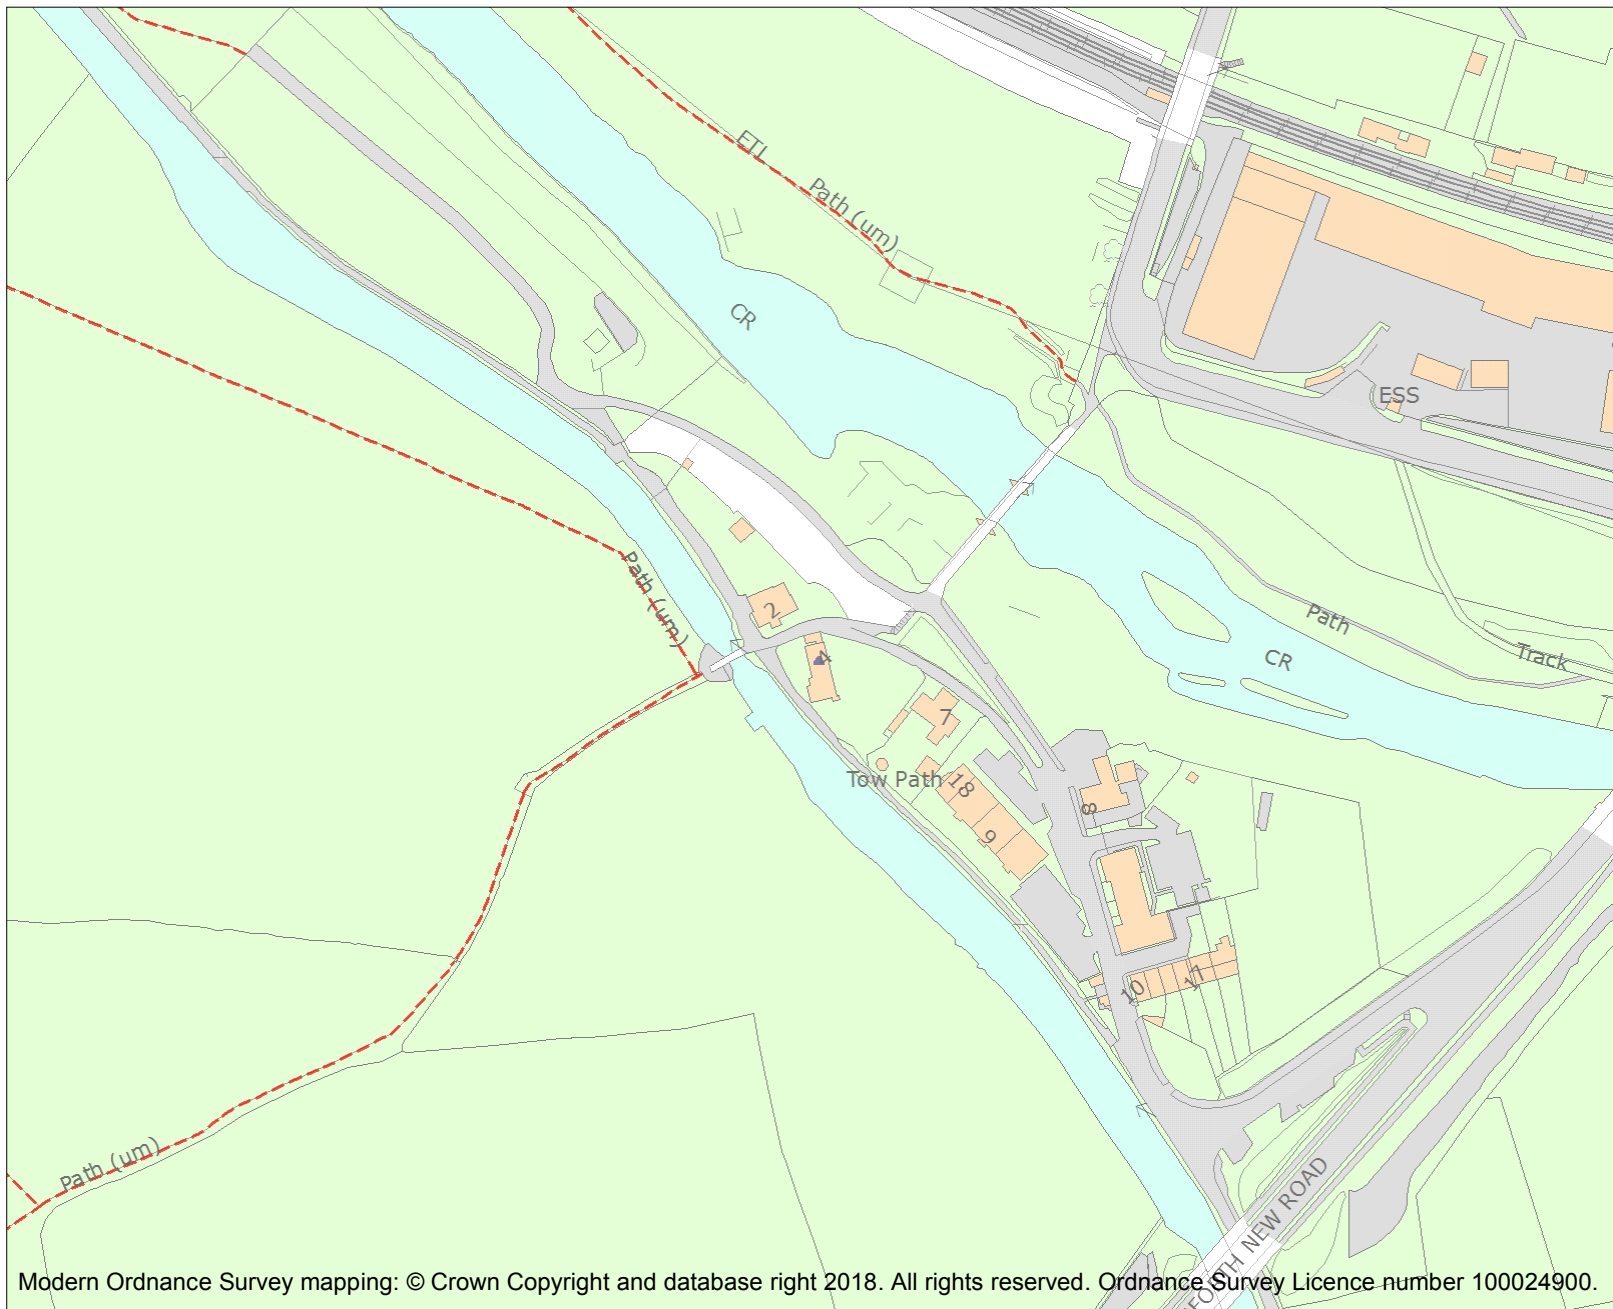 ETL
Path (um)
CR
ESS
Path (um)
2
4
Path
CR
Track
7
Tow Path
18
8
9
10
17
Path (um)
NEW ROAD
Modern Ordnance Survey mapping: © Crown Copyright and database right 2018. All rights reserved. Ordnance Survey Licence number 100024900.